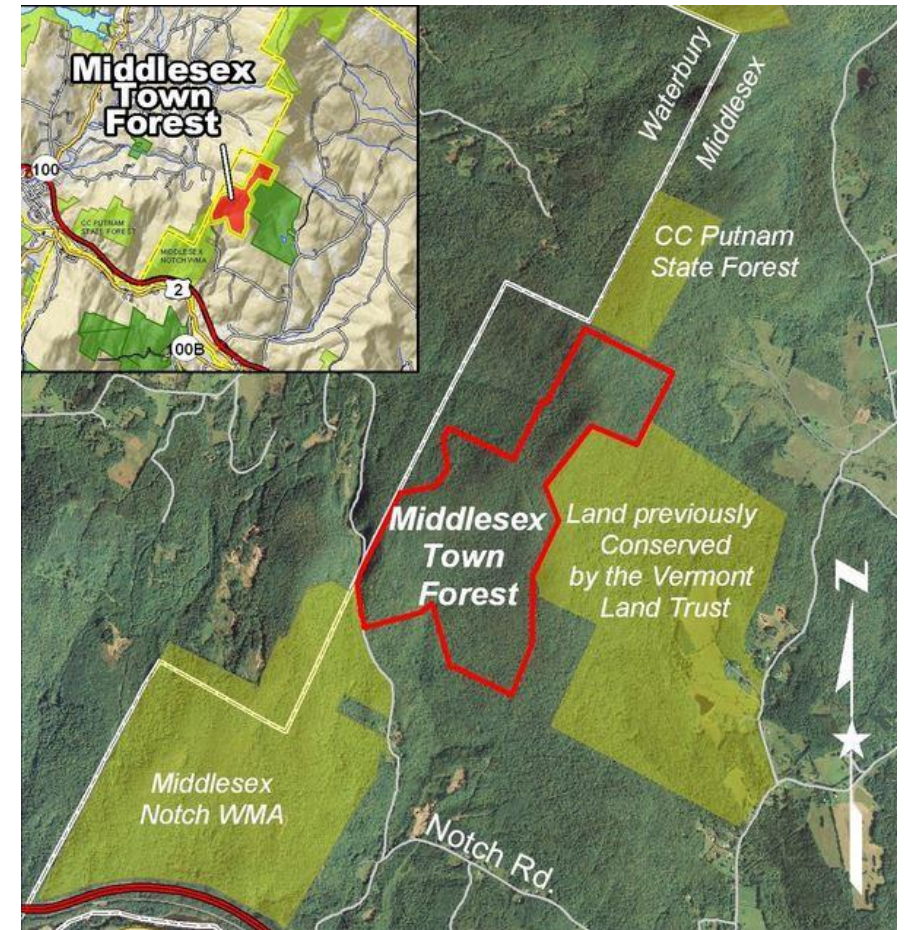 Middlesex
Town
Forest
100
CC PUTNAM
STATE FOREST
MIDDLESEX
NOTCH WMA
2
100B
Waterbury
Middlesex
CC Putnam
State Forest
Middlesex
Town
Forest
Land previously
Conserved
by the Vermont
Land Trust
N
Middlesex
Notch WMA
Notch Rd.